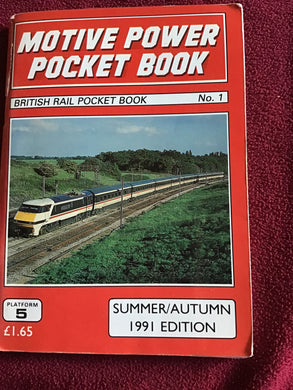 MOTIVE POWER
POCKET BOOK
BRITISH RAIL POCKET BOOK No. 1
PLATFORM
5
£1.65
SUMMER/AUTUMN
1991 EDITION